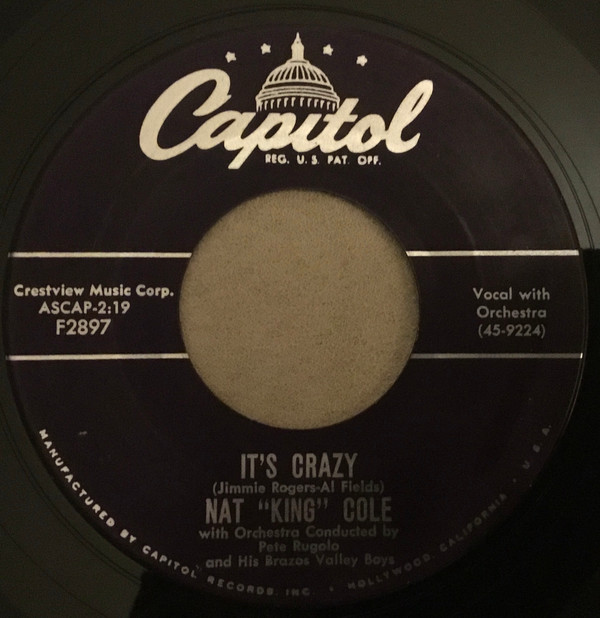 Capitol
REG. U. S. PAT. OFF.
Crestview Music Corp.
ASCAP-2:19
F2897
Vocal with
Orchestra
(45-9224)
IT'S CRAZY
(Jimmie Rogers-Al Fields)
NAT "KING" COLE
with Orchestra Conducted by
Pete Rugolo
and His Brazos Valley Boys
MANUFACTURED BY CAPITOL RECORDS, INC • HOLLYWOOD, CALIFORNIA • U. S. A.